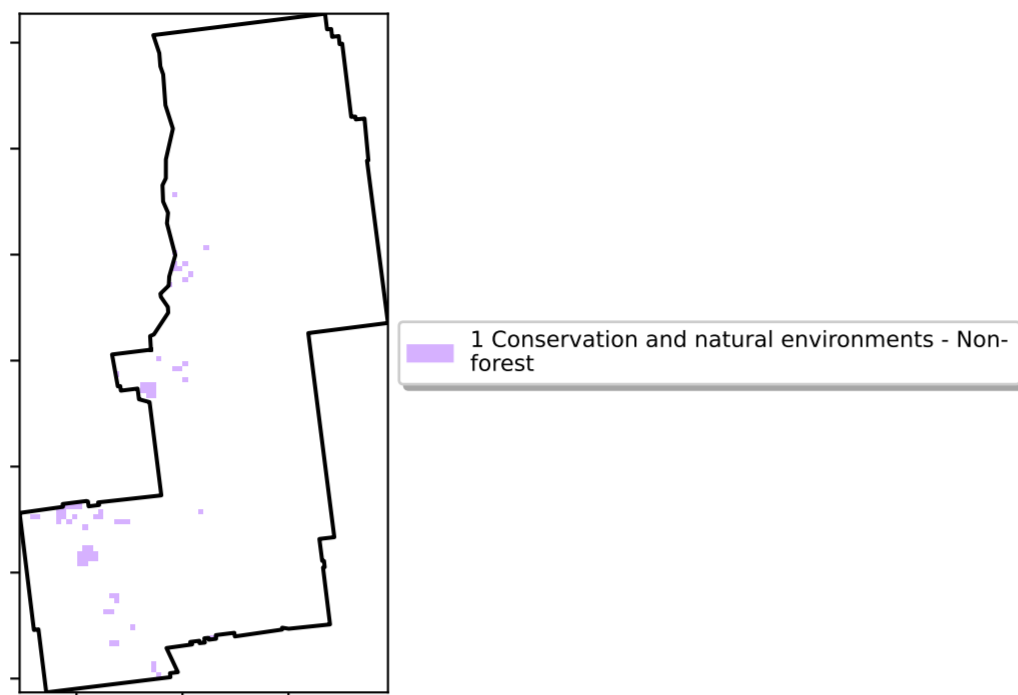 1 Conservation and natural environments - Non-
forest